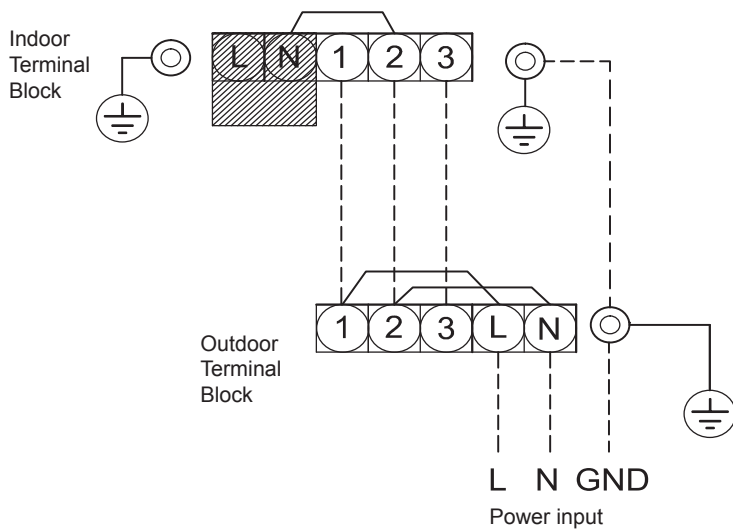 Indoor
Terminal
Block
L N 1 2 3
1 2 3 L N
Outdoor
Terminal
Block
L N GND
Power input